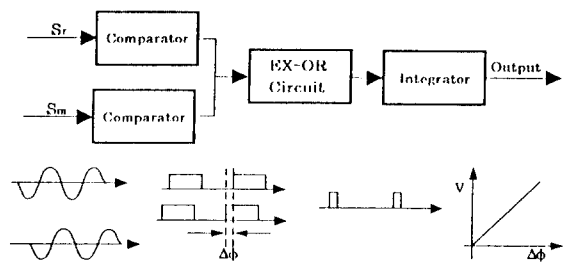 Sr
Comparator
EX-OR
Circuit
Integrator
Output
Sm
Comparator
V
Δϕ
Δϕ